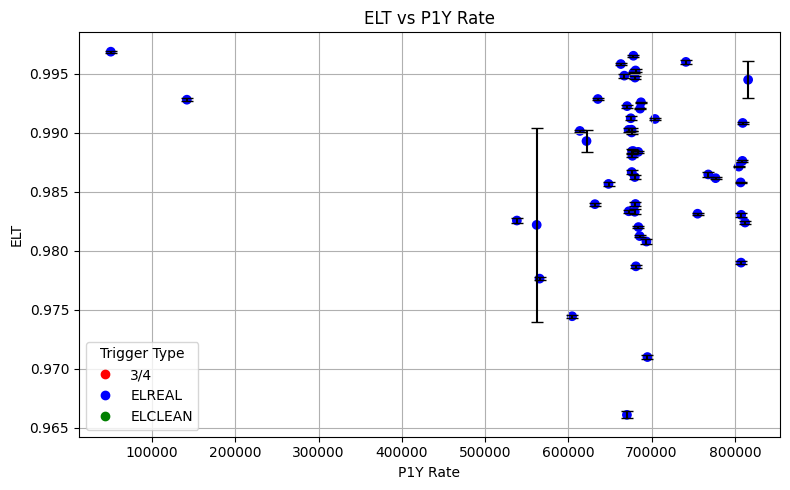 ELT vs P1Y Rate
0.995
0.990
0.985
0.980
0.975
0.970
0.965
ELT
Trigger Type
3/4
ELREAL
ELCLEAN
100000 200000 300000 400000 500000 600000 700000 800000
P1Y Rate